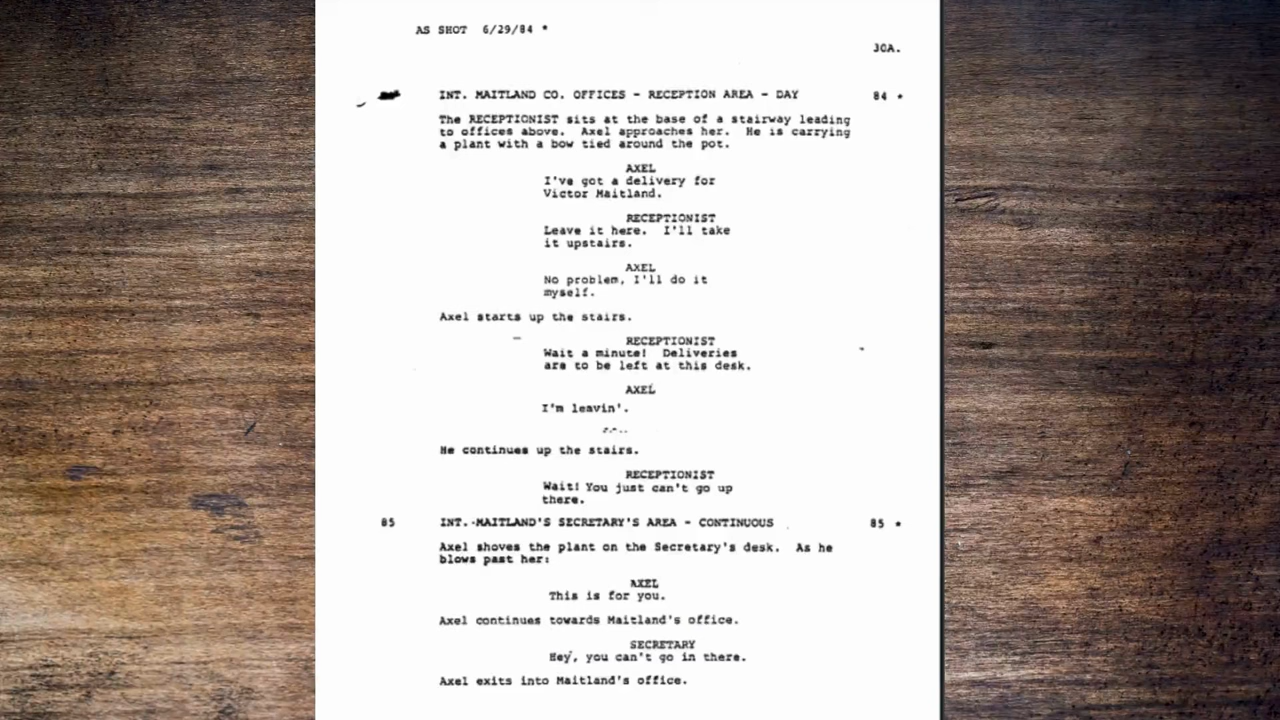 AS SHOT 6/29/84 *
30A.
INT. MAITLAND CO. OFFICES - RECEPTION AREA - DAY 84 *
The RECEPTIONIST sits at the base of a stairway leading
to offices above. Axel approaches her. He is carrying
a plant with a bow tied around the pot.
AXEL
I've got a delivery for
Victor Maitland.
RECEPTIONIST
Leave it here. I'll take
it upstairs.
AXEL
No problem, I'll do it
myself.
Axel starts up the stairs.
RECEPTIONIST
Wait a minute! Deliveries
are to be left at this desk.
AXEL
I'm leavin'.
He continues up the stairs.
RECEPTIONIST
Wait! You just can't go up
there.
85 INT. MAITLAND'S SECRETARY'S AREA - CONTINUOUS 85 *
Axel shoves the plant on the Secretary's desk. As he
blows past her:
AXEL
This is for you.
Axel continues towards Maitland's office.
SECRETARY
Hey, you can't go in there.
Axel exits into Maitland's office.